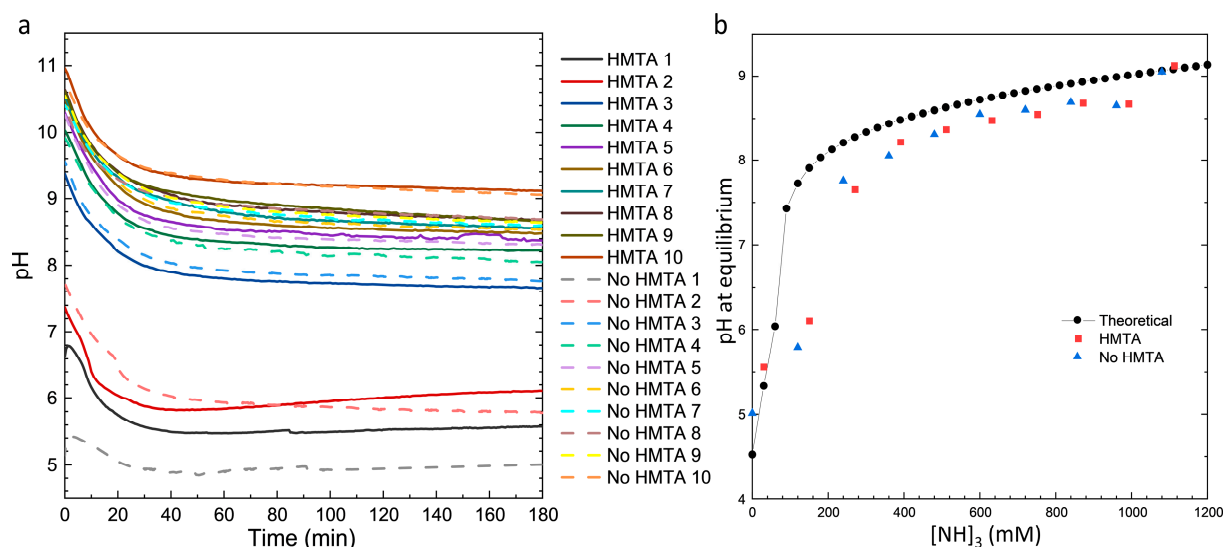 a
pH
11
10
9
8
7
6
5
0 20 40 60 80 100 120 140 160 180
Time (min)
HMTA 1
HMTA 2
HMTA 3
HMTA 4
HMTA 5
HMTA 6
HMTA 7
HMTA 8
HMTA 9
HMTA 10
No HMTA 1
No HMTA 2
No HMTA 3
No HMTA 4
No HMTA 5
No HMTA 6
No HMTA 7
No HMTA 8
No HMTA 9
No HMTA 10
b
pH at equilibrium
9
8
7
6
5
4
0 200 400 600 800 1000 1200
[NH]₃ (mM)
Theoretical
HMTA
No HMTA